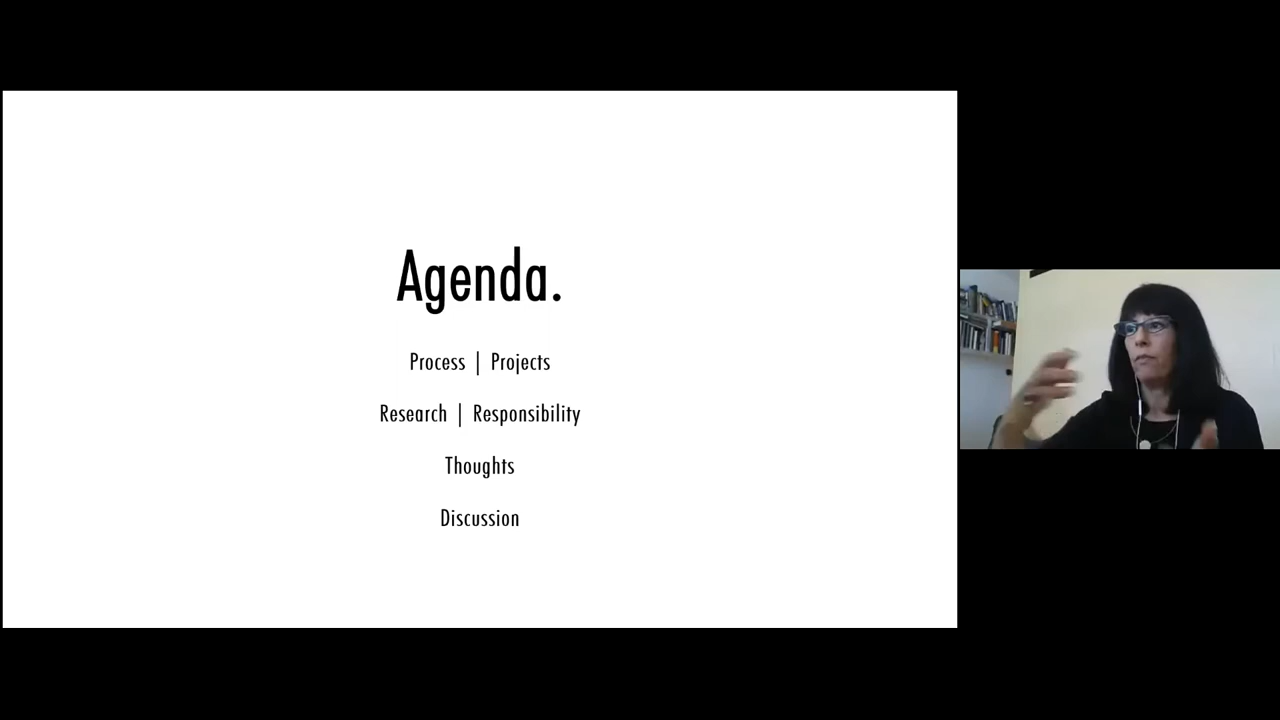 Agenda.
Process | Projects
Research | Responsibility
Thoughts
Discussion